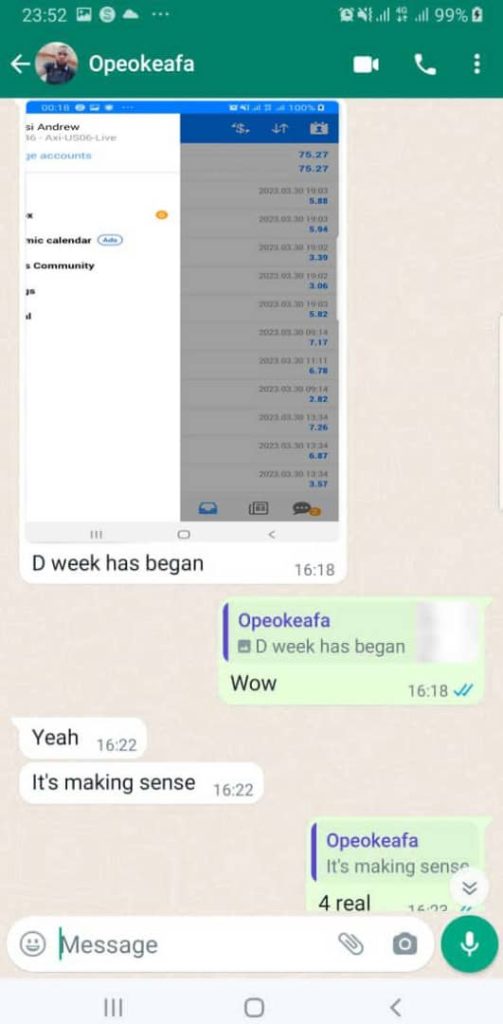 23:52
4G
99%
Opeokeafa
00:18
100%
si Andrew
16 - Axi-US06-Live
ge accounts
75.27
75.27
2023.03.30 19:03
5.88
2023.03.30 19:03
5.94
x
6
mic calendar Ads
2023.03.30 19:02
3.39
s Community
2023.03.30 19:02
3.06
gs
2023.03.30 19:03
5.82
al
2023.03.30 09:14
7.17
2023.03.30 11:11
6.78
2023.03.30 09:14
2.82
2023.03.30 13:34
7.26
2023.03.30 13:34
6.87
2023.03.30 13:34
3.57
2
D week has began
16:18
Opeokeafa
D week has began
Wow
16:18
Yeah 16:22
It's making sense 16:22
Opeokeafa
It's making sense
4 real
16:23
Message